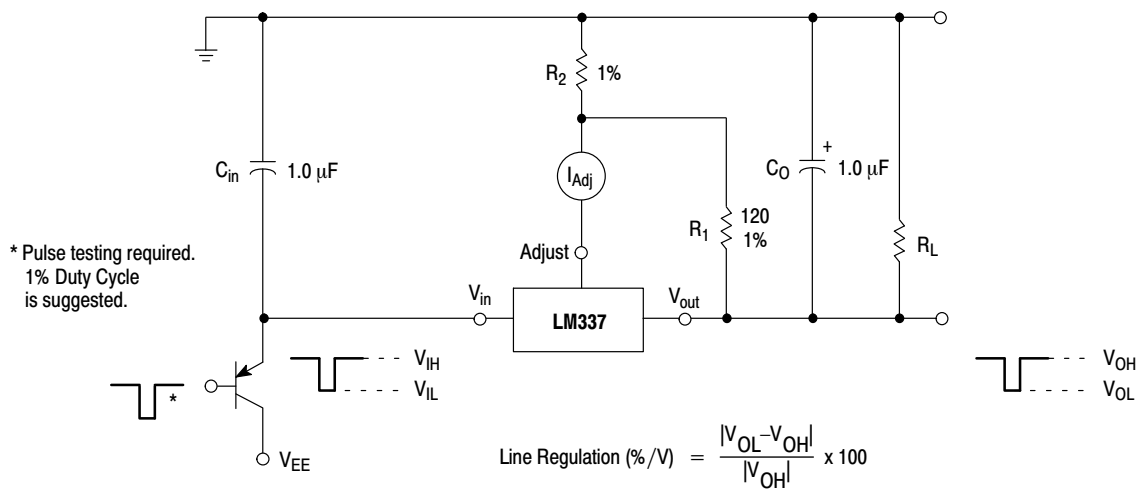 R2 1%
Cin 1.0 μF
IAdj
CO + 1.0 μF
R1 120
1%
RL
* Pulse testing required.
1% Duty Cycle
is suggested.
Adjust
Vin
LM337
Vout
VIH
VIL
*
VEE
VOH
VOL
Line Regulation (%/V) = |VOL–VOH| / |VOH| x 100